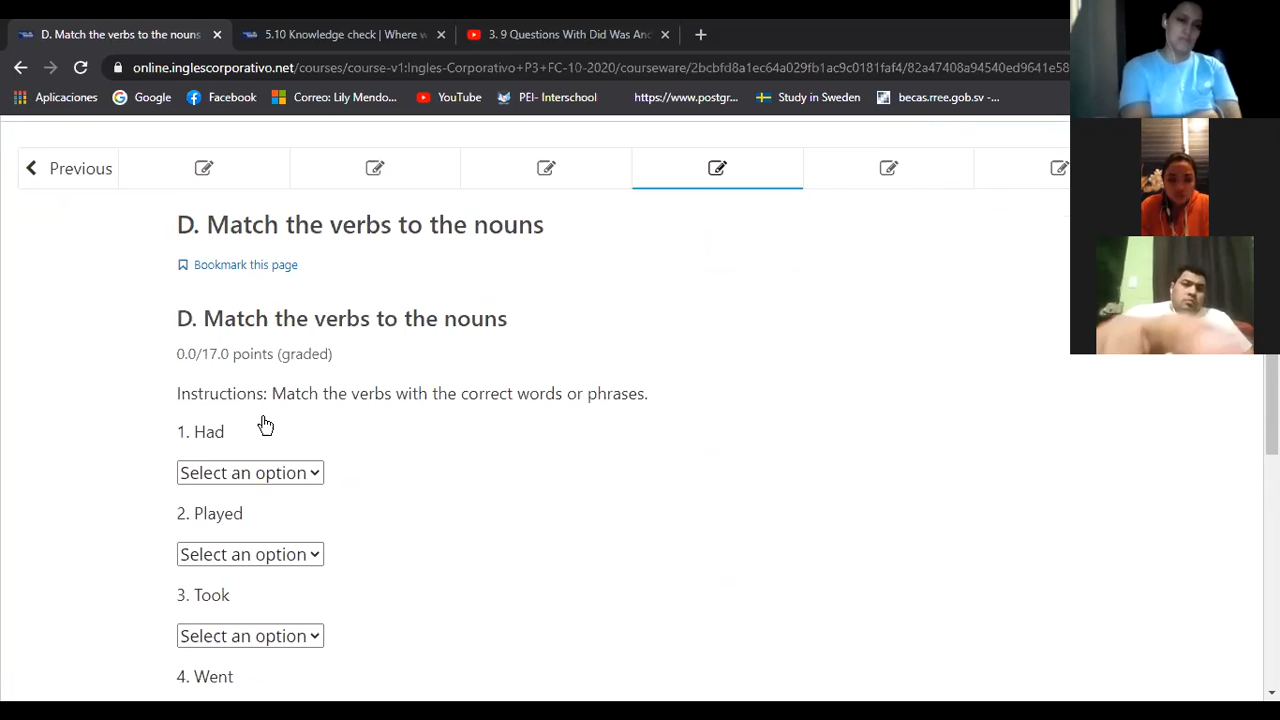 D. Match the verbs to the nouns
5.10 Knowledge check | Where w
3. 9 Questions With Did Was And
online.inglescorporativo.net/courses/course-v1:Ingles-Corporativo+P3+FC-10-2020/courseware/2bcbfd8a1ec64a029fb1ac9c0181faf4/82a47408a94540ed9641e58
Aplicaciones Google Facebook Correo: Lily Mendo... YouTube PEI- Interschool https://www.postgr... Study in Sweden becas.rree.gob.sv -...
Previous
D. Match the verbs to the nouns
Bookmark this page
D. Match the verbs to the nouns
0.0/17.0 points (graded)
Instructions: Match the verbs with the correct words or phrases.
1. Had
Select an option
2. Played
Select an option
3. Took
Select an option
4. Went